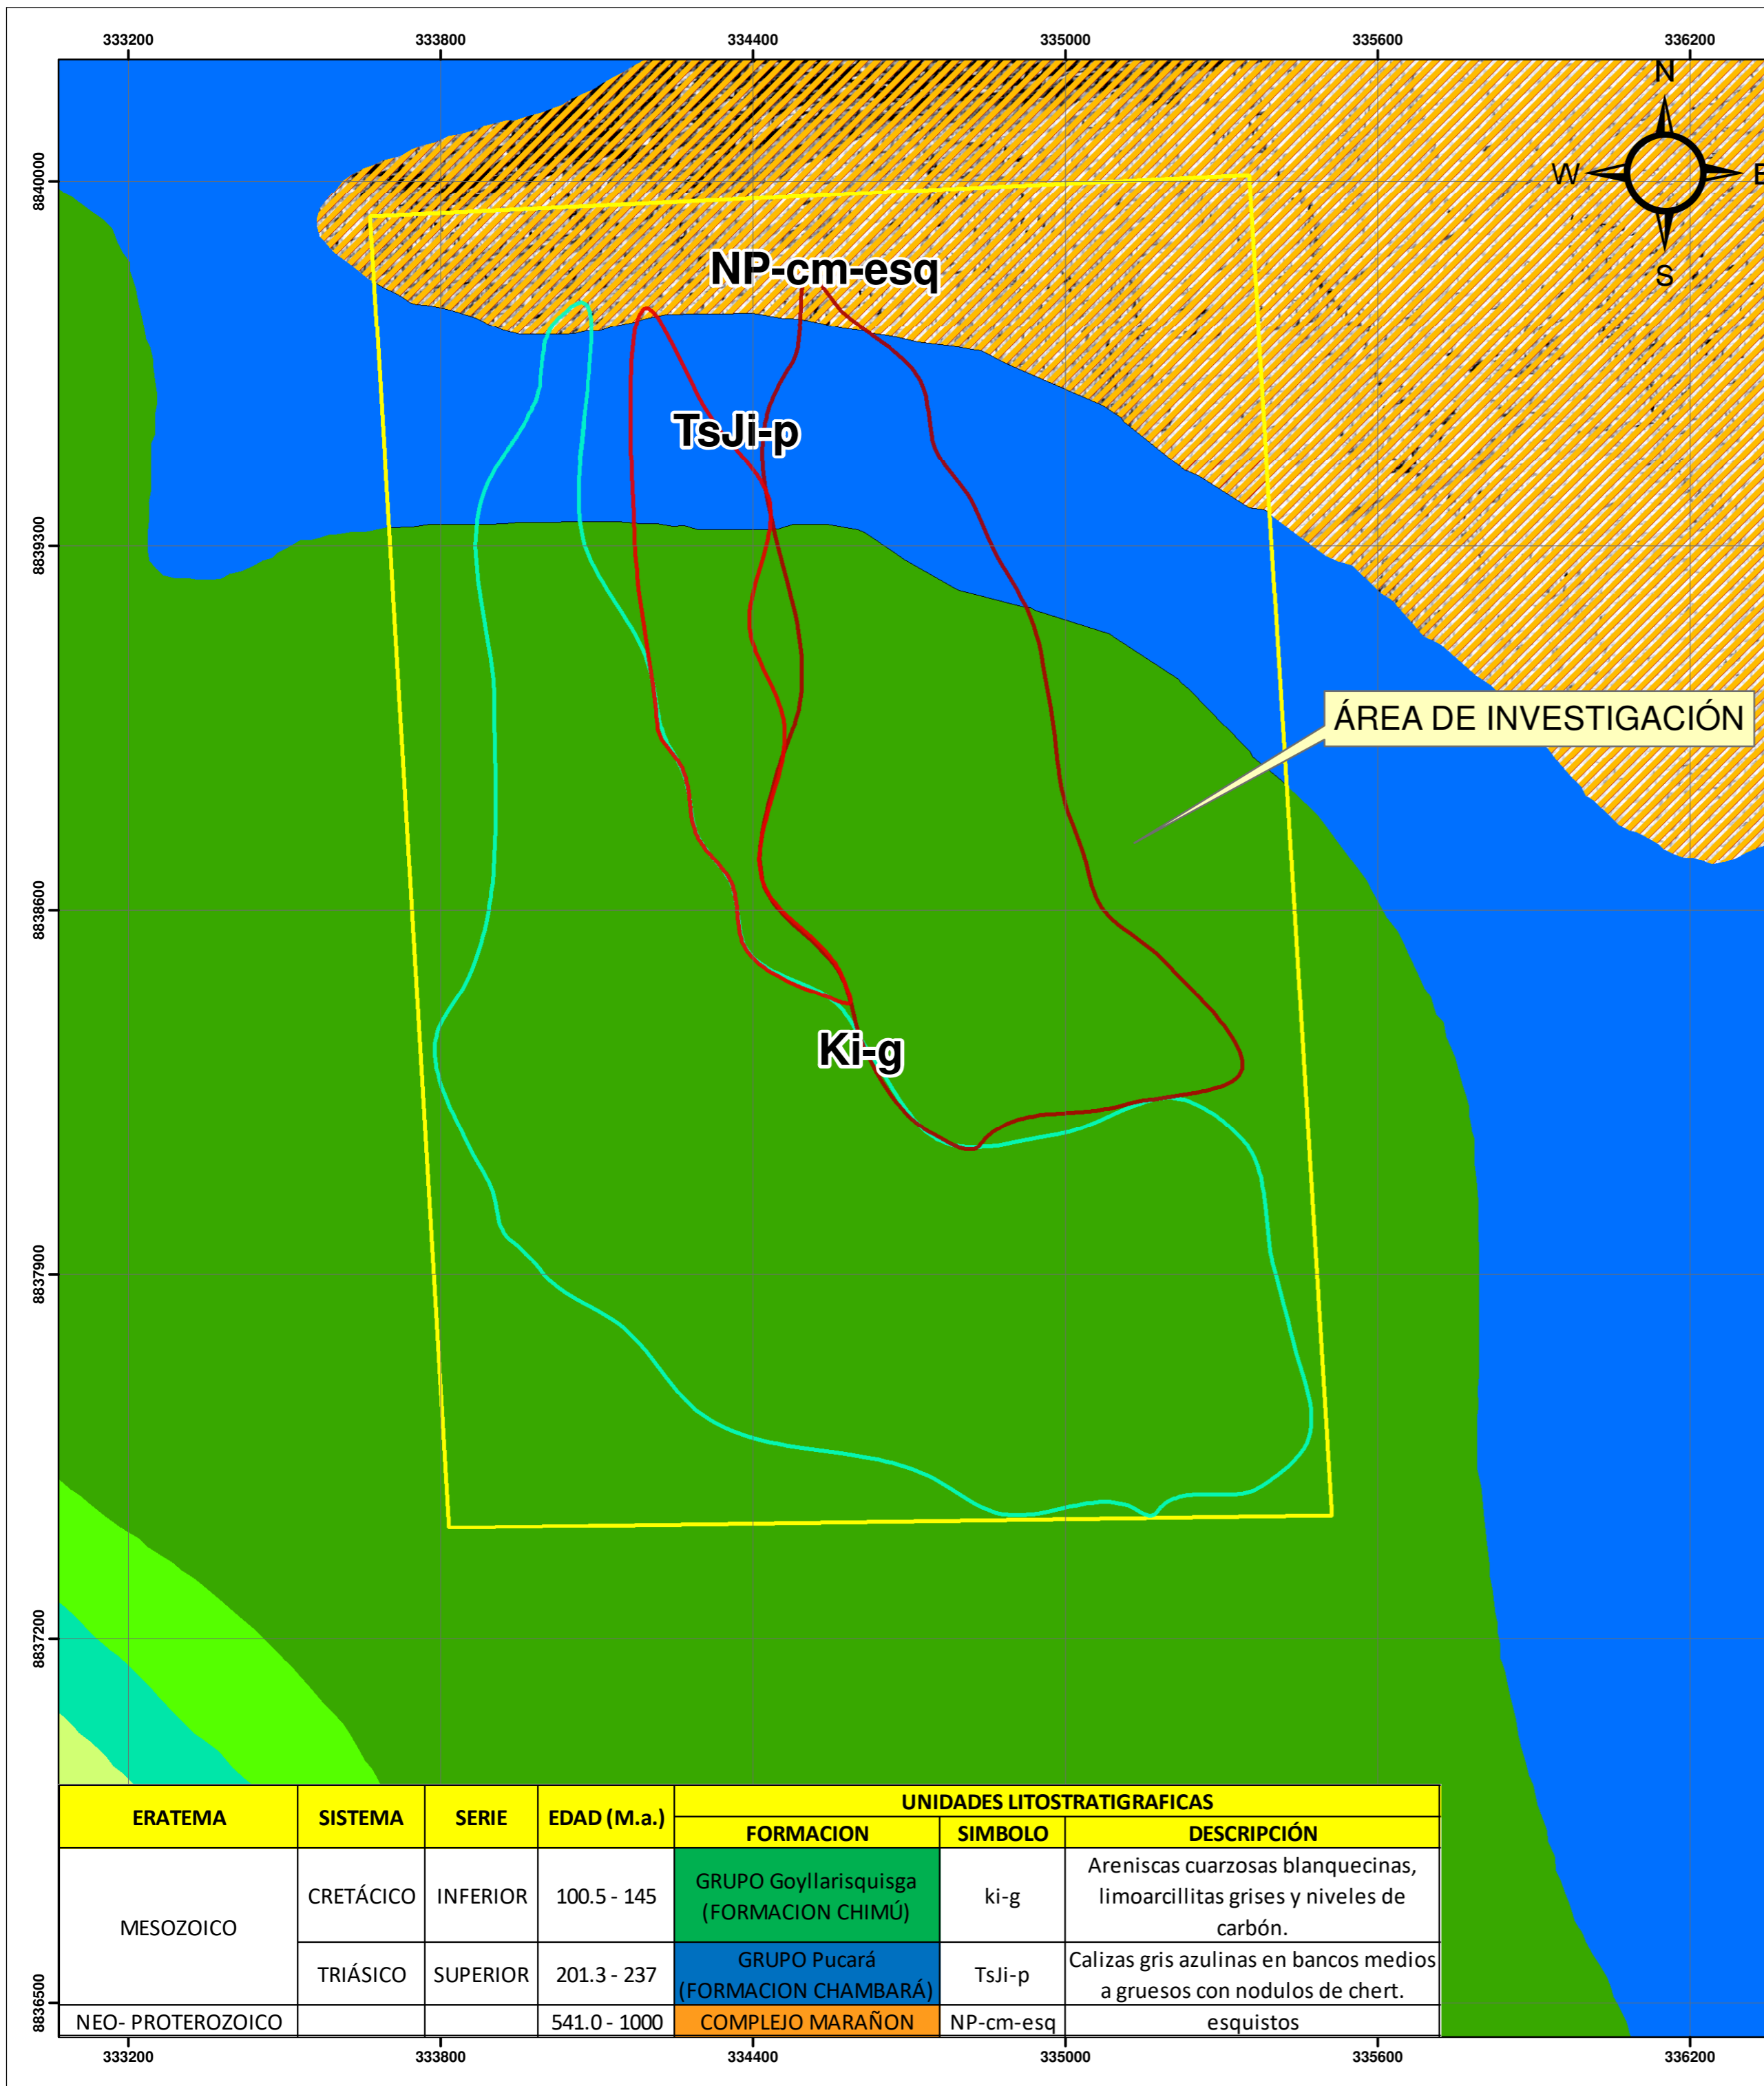 333200 333800 334400 335000 335600 336200
N
W E
S
8840000
8839300
8838600
8837900
8837200
8836500
NP-cm-esq
TsJi-p
ÁREA DE INVESTIGACIÓN
Ki-g
ERATEMA SISTEMA SERIE EDAD (M.a.) UNIDADES LITOSTRATIGRAFICAS
FORMACION SIMBOLO DESCRIPCIÓN
MESOZOICO
CRETÁCICO INFERIOR 100.5 - 145
GRUPO Goyllarisquisga
(FORMACION CHIMÚ)
ki-g
Areniscas cuarzosas blanquecinas,
limoarcillitas grises y niveles de
carbón.
TRIÁSICO SUPERIOR 201.3 - 237
GRUPO Pucará
(FORMACION CHAMBARÁ)
TsJi-p
Calizas gris azulinas en bancos medios
a gruesos con nodulos de chert.
NEO- PROTEROZOICO 541.0 - 1000 COMPLEJO MARAÑON NP-cm-esq esquistos
333200 333800 334400 335000 335600 336200